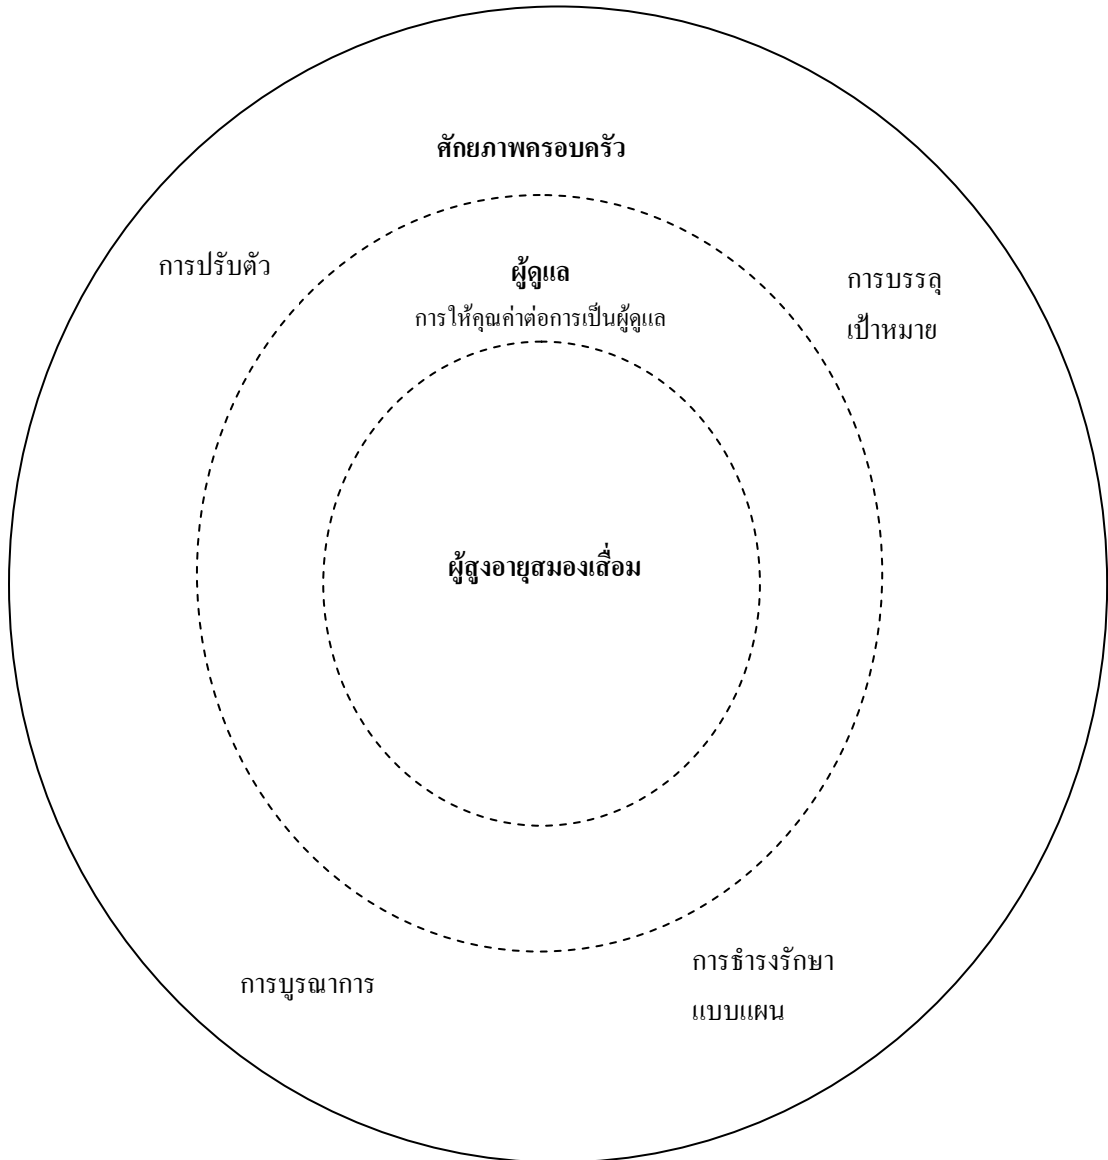 ศักยภาพครอบครัว
การปรับตัว
ผู้ดูแล
การให้คุณค่าต่อการเป็นผู้ดูแล
การบรรลุ
เป้าหมาย
ผู้สูงอายุสมองเสื่อม
การบูรณาการ
การธำรงรักษา
แบบแผน